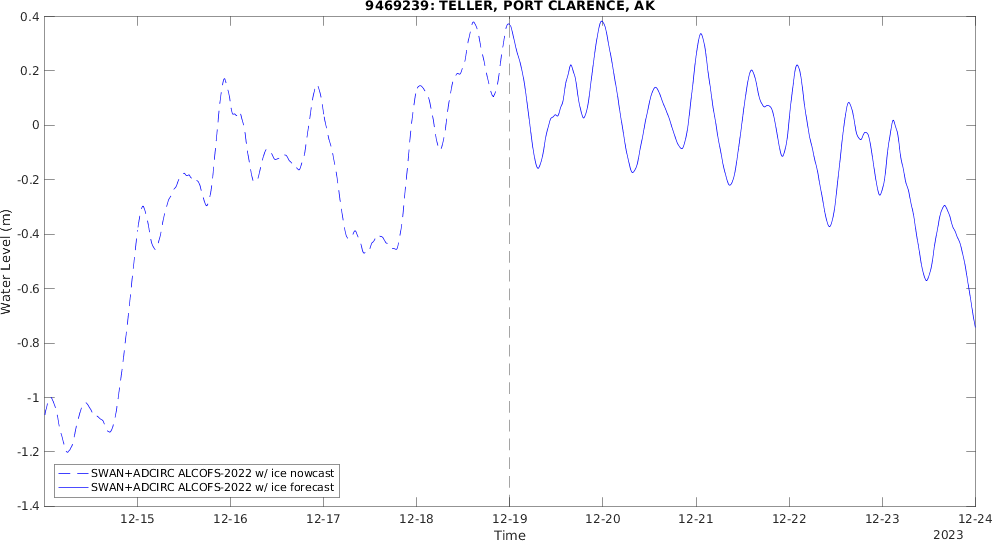 9469239: TELLER, PORT CLARENCE, AK
0.4
0.2
0
-0.2
-0.4
-0.6
-0.8
-1
-1.2
-1.4
Water Level (m)
SWAN+ADCIRC ALCOFS-2022 w/ ice nowcast
SWAN+ADCIRC ALCOFS-2022 w/ ice forecast
12-15 12-16 12-17 12-18 12-19 12-20 12-21 12-22 12-23 12-24
Time
2023